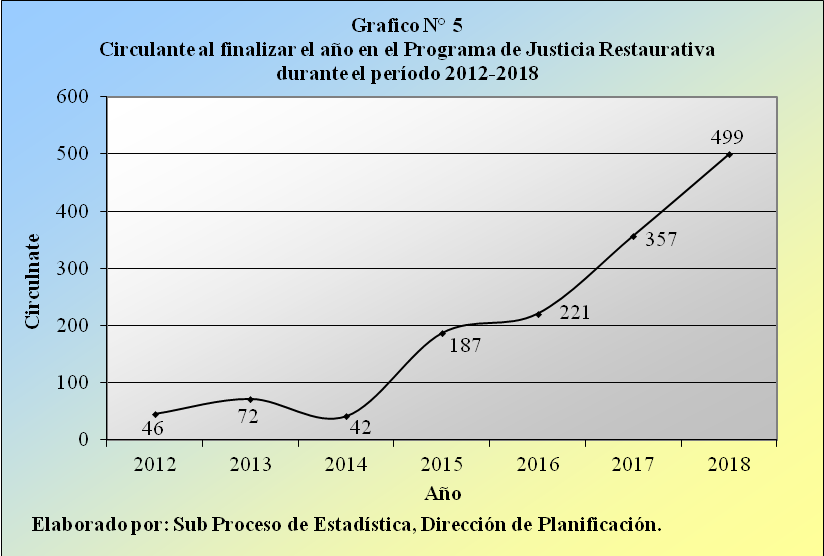 Grafico N° 5
Circulante al finalizar el año en el Programa de Justicia Restaurativa
durante el período 2012-2018
600
500
400
300
200
100
0
Circulnate
46
72
42
187
221
357
499
2012 2013 2014 2015 2016 2017 2018
Año
Elaborado por: Sub Proceso de Estadística, Dirección de Planificación.